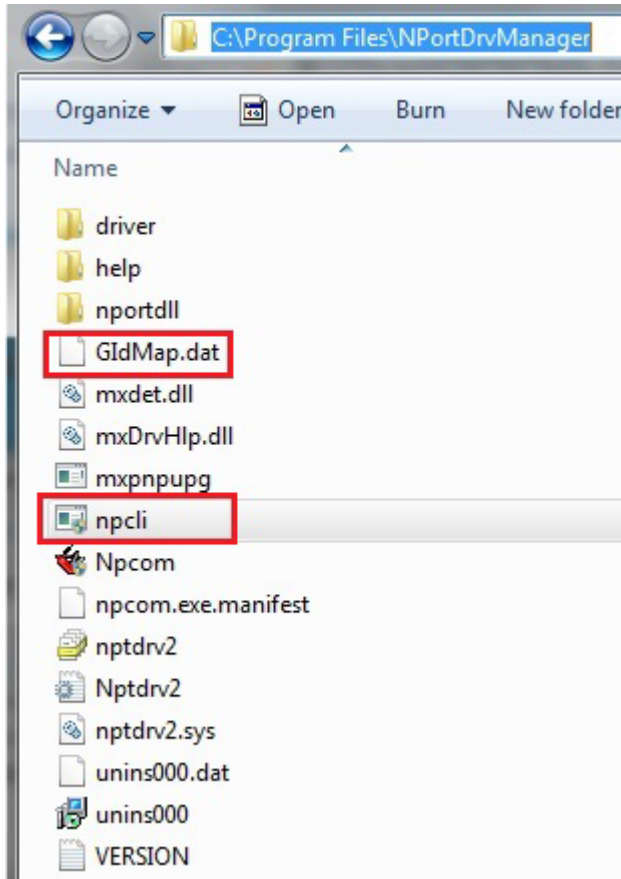 C:\Program Files\NPortDrvManager
Organize Open Burn New folder
Name
driver
help
nportdll
GIdMap.dat
mxdet.dll
mxDrvHlp.dll
mxpnpupg
npcli
Npcom
npcom.exe.manifest
nptdrv2
Nptdrv2
nptdrv2.sys
unins000.dat
unins000
VERSION